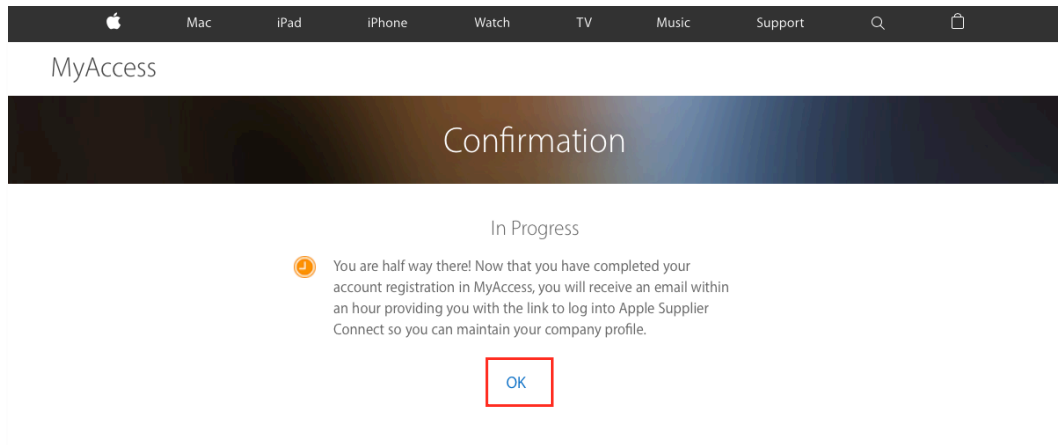 Mac iPad iPhone Watch TV Music Support
MyAccess
Confirmation
In Progress
You are half way there! Now that you have completed your
account registration in MyAccess, you will receive an email within
an hour providing you with the link to log into Apple Supplier
Connect so you can maintain your company profile.
OK